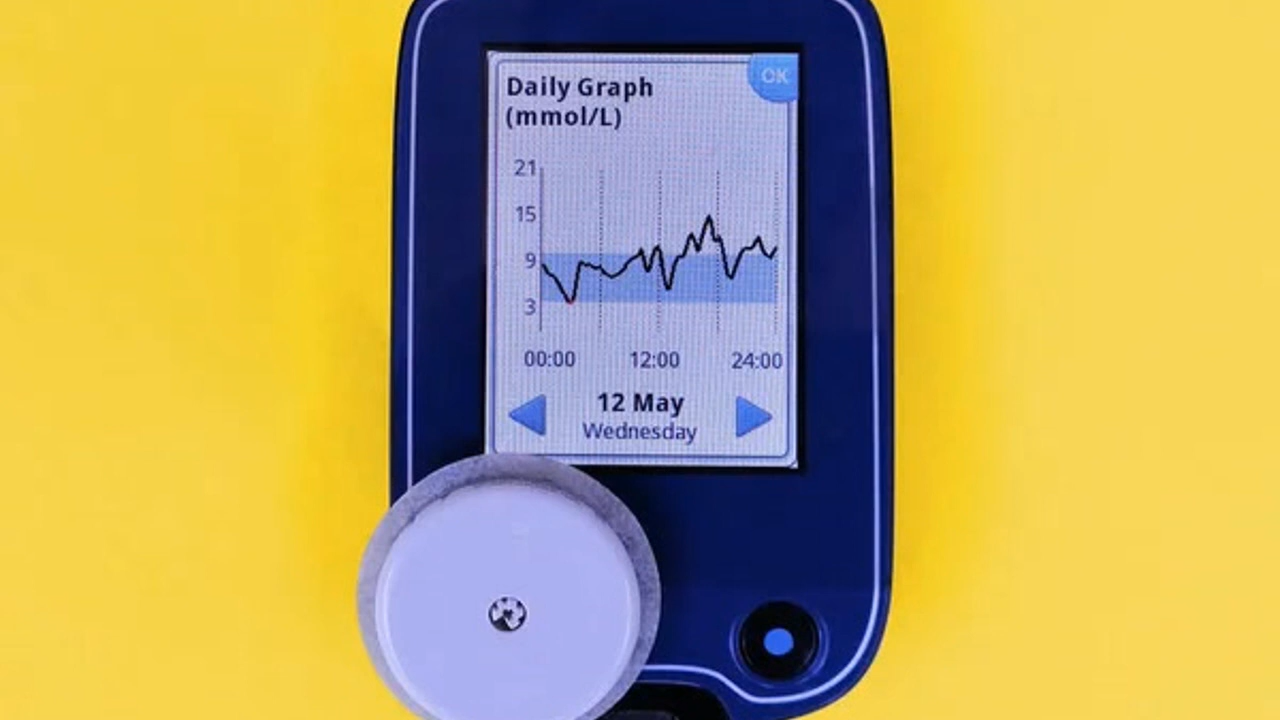 OK
Daily Graph
(mmol/L)
21
15
9
3
00:00 12:00 24:00
12 May
Wednesday